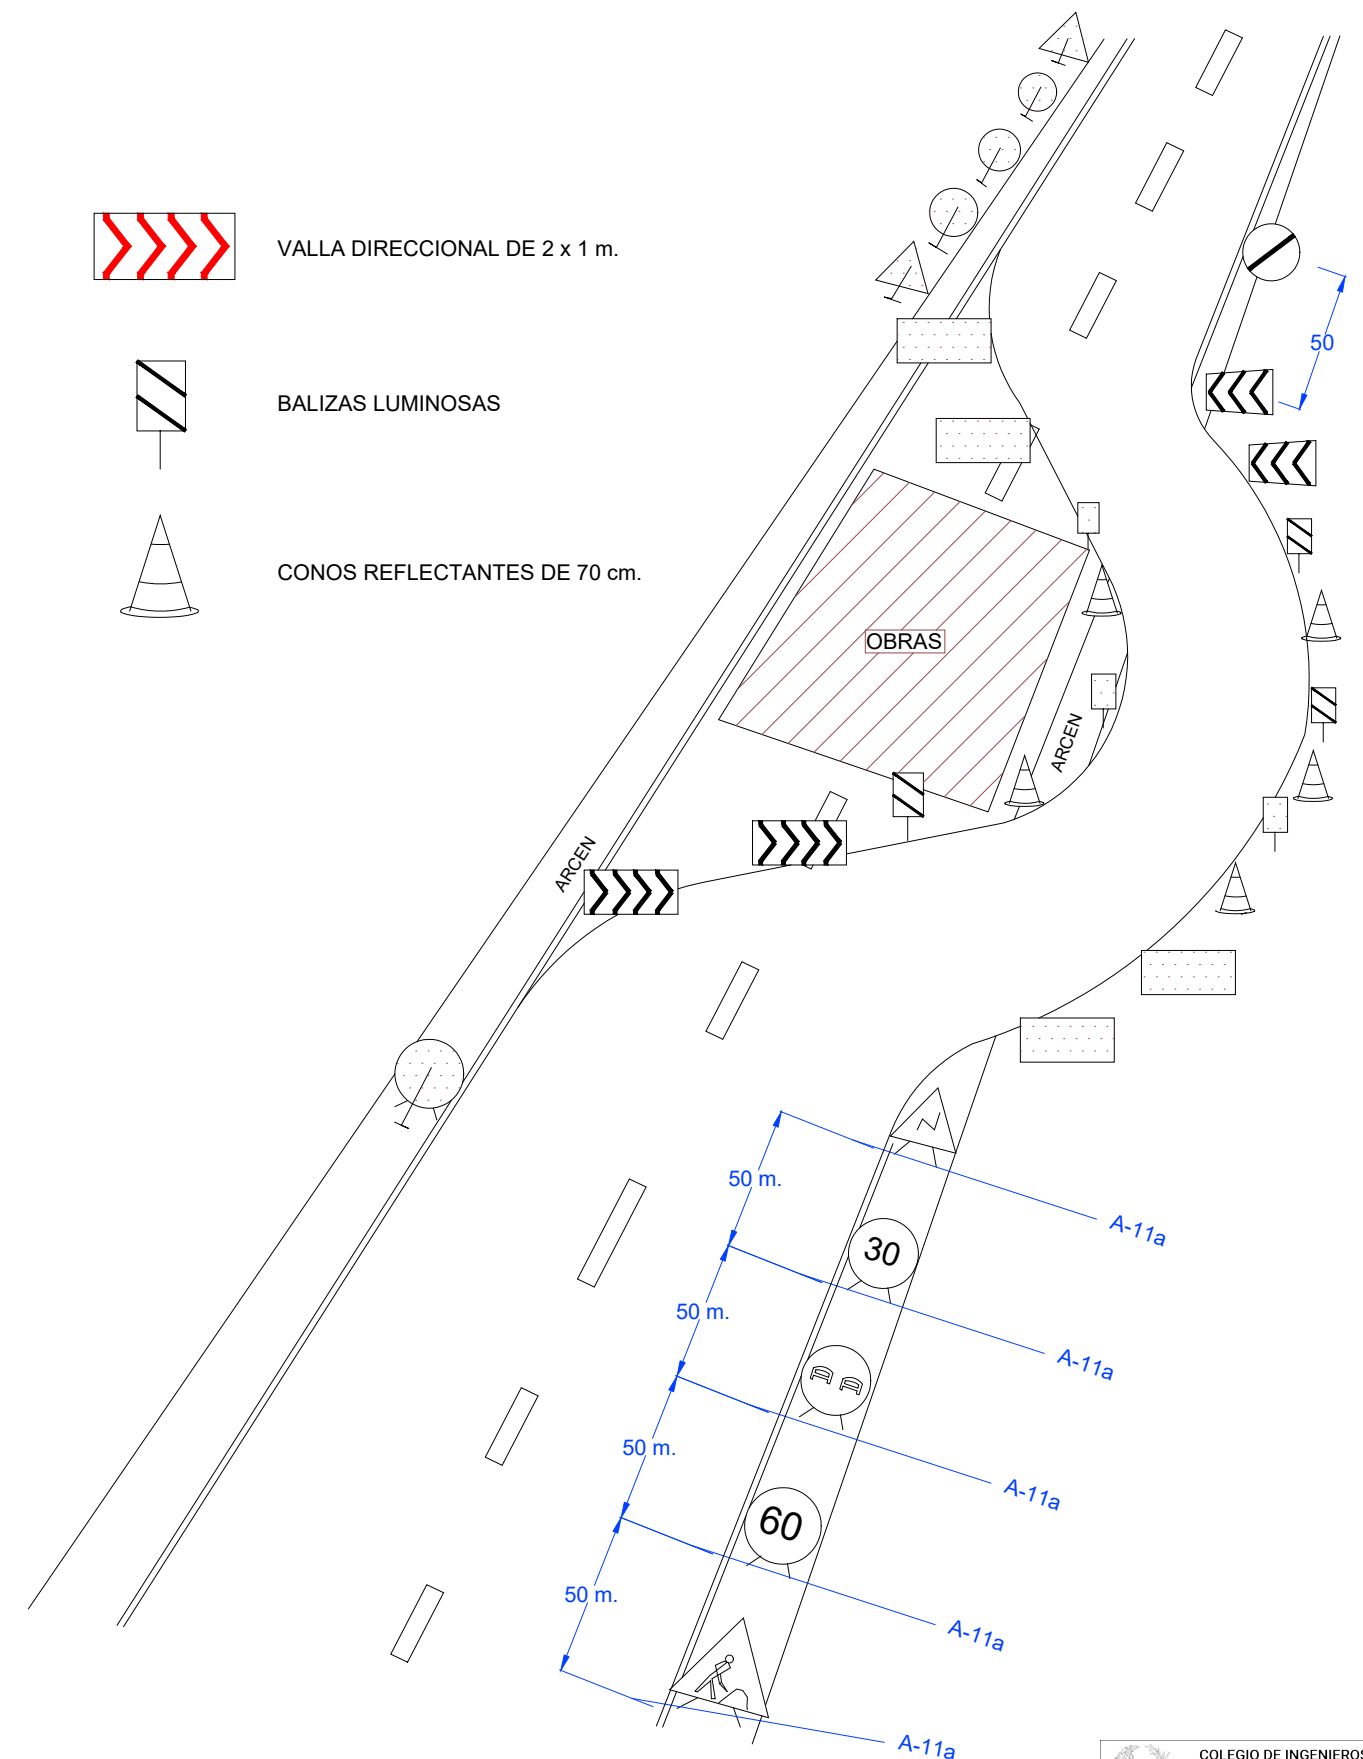 VALLA DIRECCIONAL DE 2 x 1 m.
50
BALIZAS LUMINOSAS
CONOS REFLECTANTES DE 70 cm.
OBRAS
ARCEN
ARCEN
50 m.
A-11a
30
50 m.
A-11a
50 m.
A-11a
60
50 m.
A-11a
A-11a
COLEGIO DE INGENIEROS